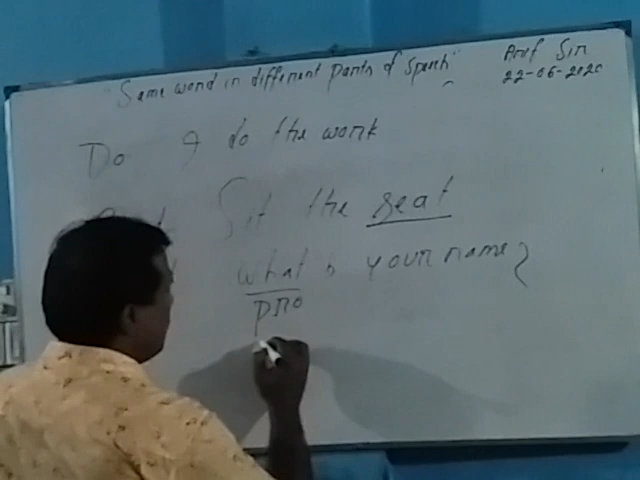 "Same word in different parts of speech"
Prof Sir
22-06-2020
Do I do the work
Sit the seat
what is your name?
pro